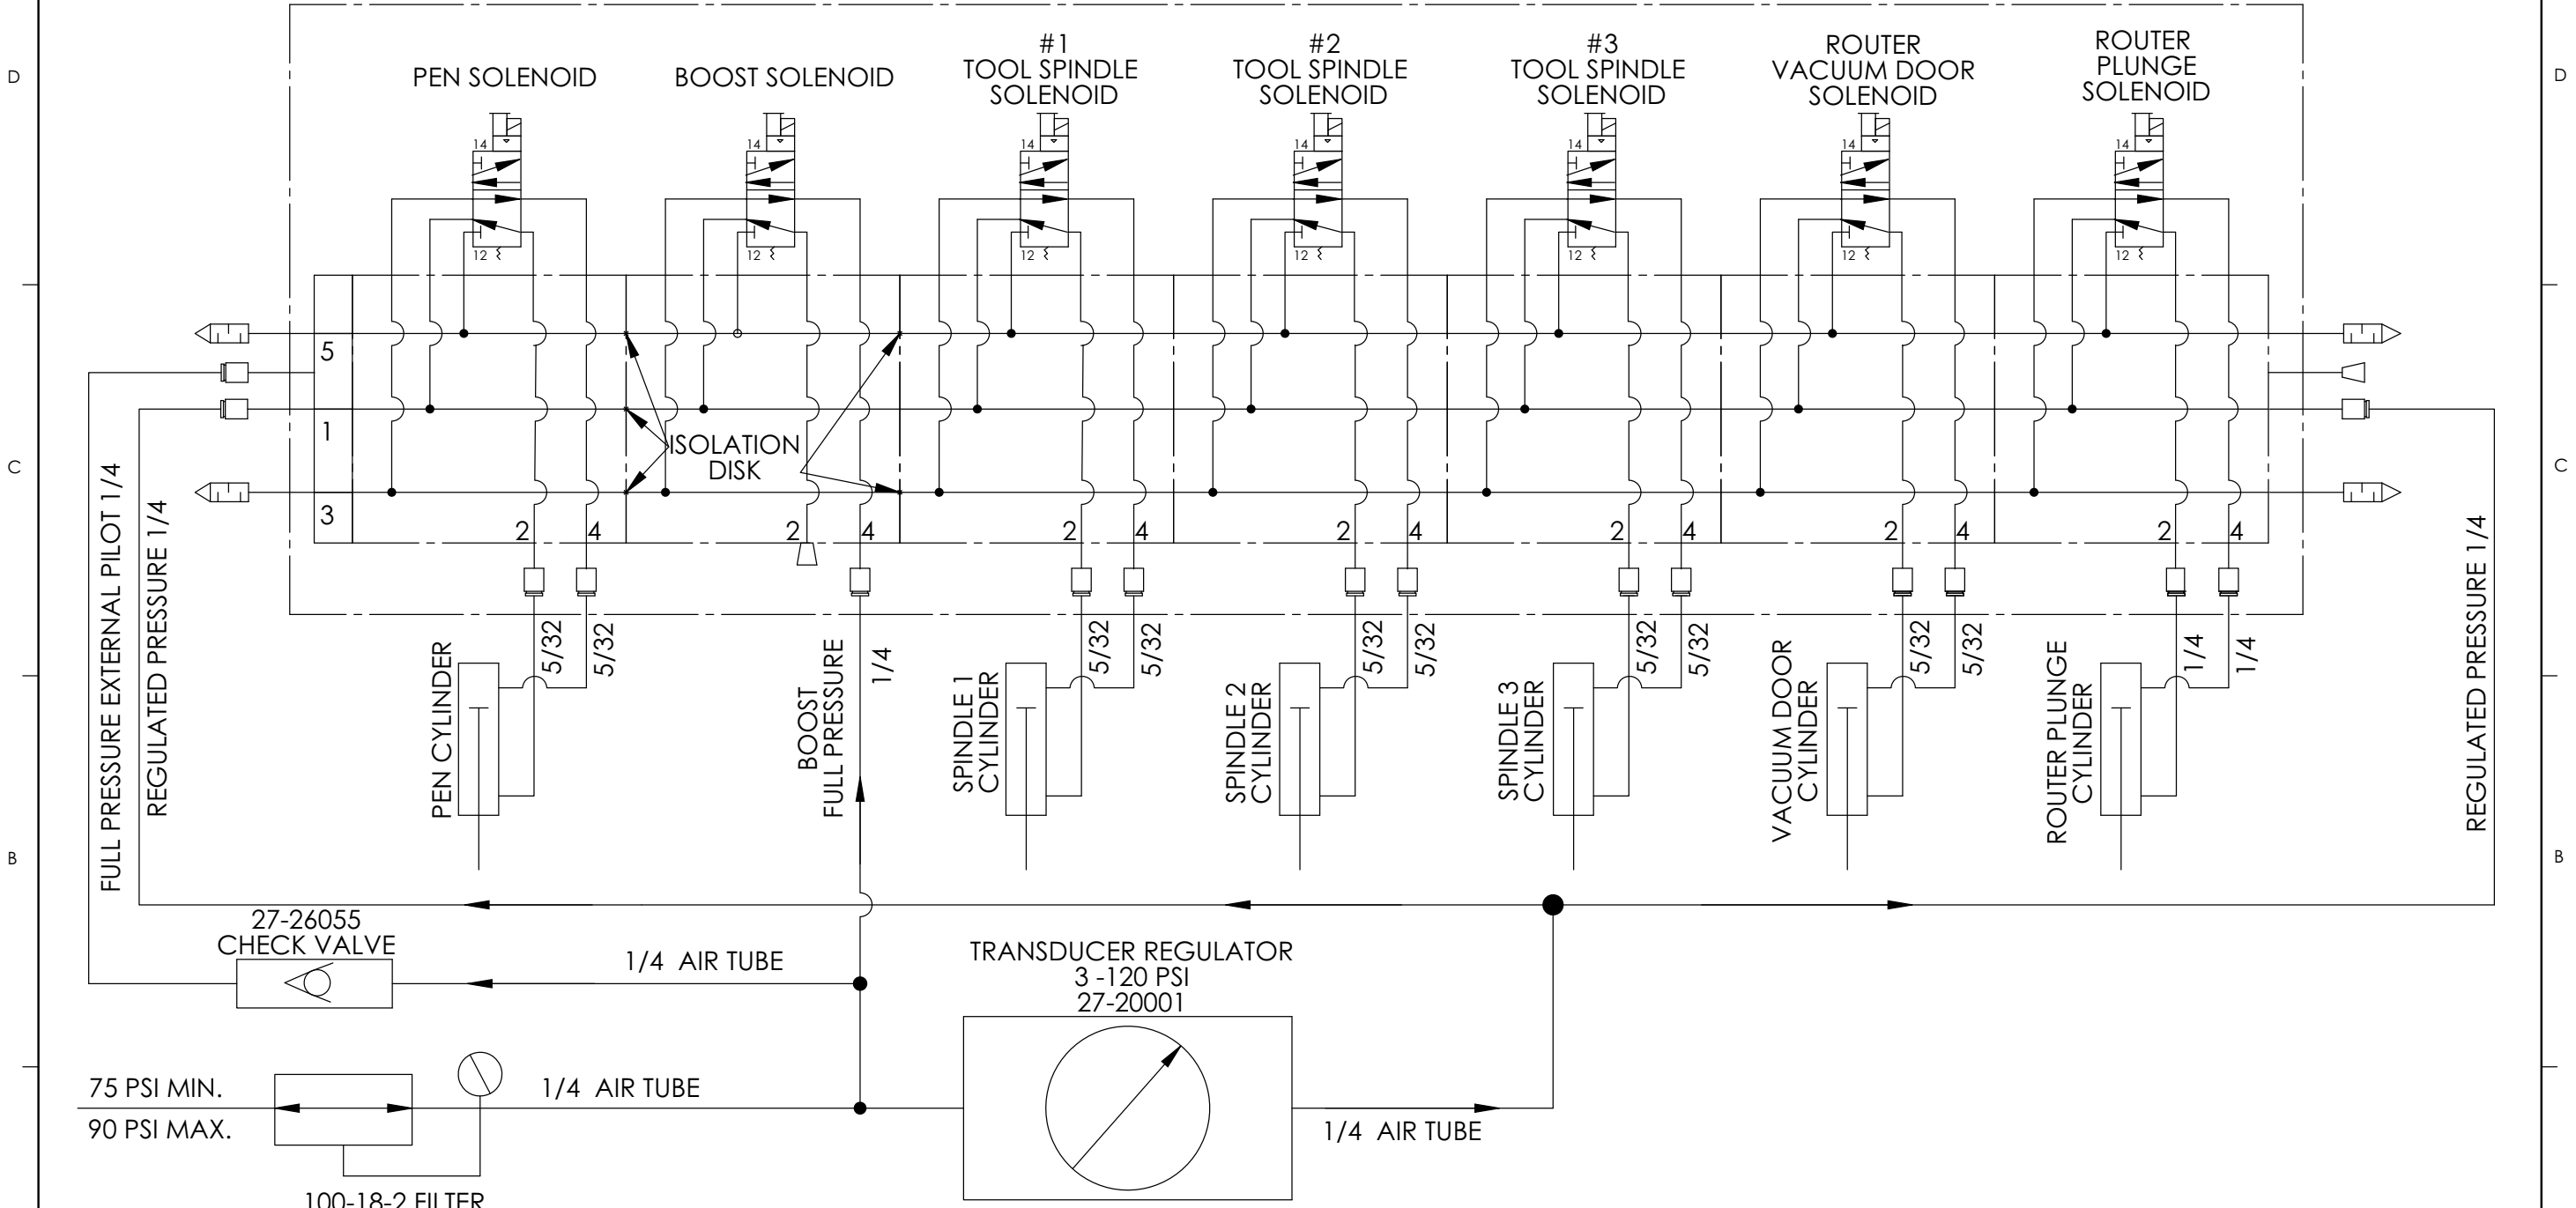 D
D
PEN SOLENOID
BOOST SOLENOID
#1
TOOL SPINDLE
SOLENOID
#2
TOOL SPINDLE
SOLENOID
#3
TOOL SPINDLE
SOLENOID
ROUTER
VACUUM DOOR
SOLENOID
ROUTER
PLUNGE
SOLENOID
14
14
14
14
14
14
14
12
12
12
12
12
12
12
5
1
3
ISOLATION
DISK
C
C
2
4
2
4
2
4
2
4
2
4
2
4
2
4
FULL PRESSURE EXTERNAL PILOT 1/4
REGULATED PRESSURE 1/4
PEN CYLINDER
5/32
5/32
BOOST
FULL PRESSURE
1/4
SPINDLE 1
CYLINDER
5/32
5/32
SPINDLE 2
CYLINDER
5/32
5/32
SPINDLE 3
CYLINDER
5/32
5/32
VACUUM DOOR
CYLINDER
5/32
5/32
ROUTER PLUNGE
CYLINDER
1/4
1/4
REGULATED PRESSURE 1/4
B
B
27-26055
CHECK VALVE
1/4 AIR TUBE
TRANSDUCER REGULATOR
3 -120 PSI
27-20001
75 PSI MIN.
90 PSI MAX.
1/4 AIR TUBE
1/4 AIR TUBE
100-18-2 FILTER